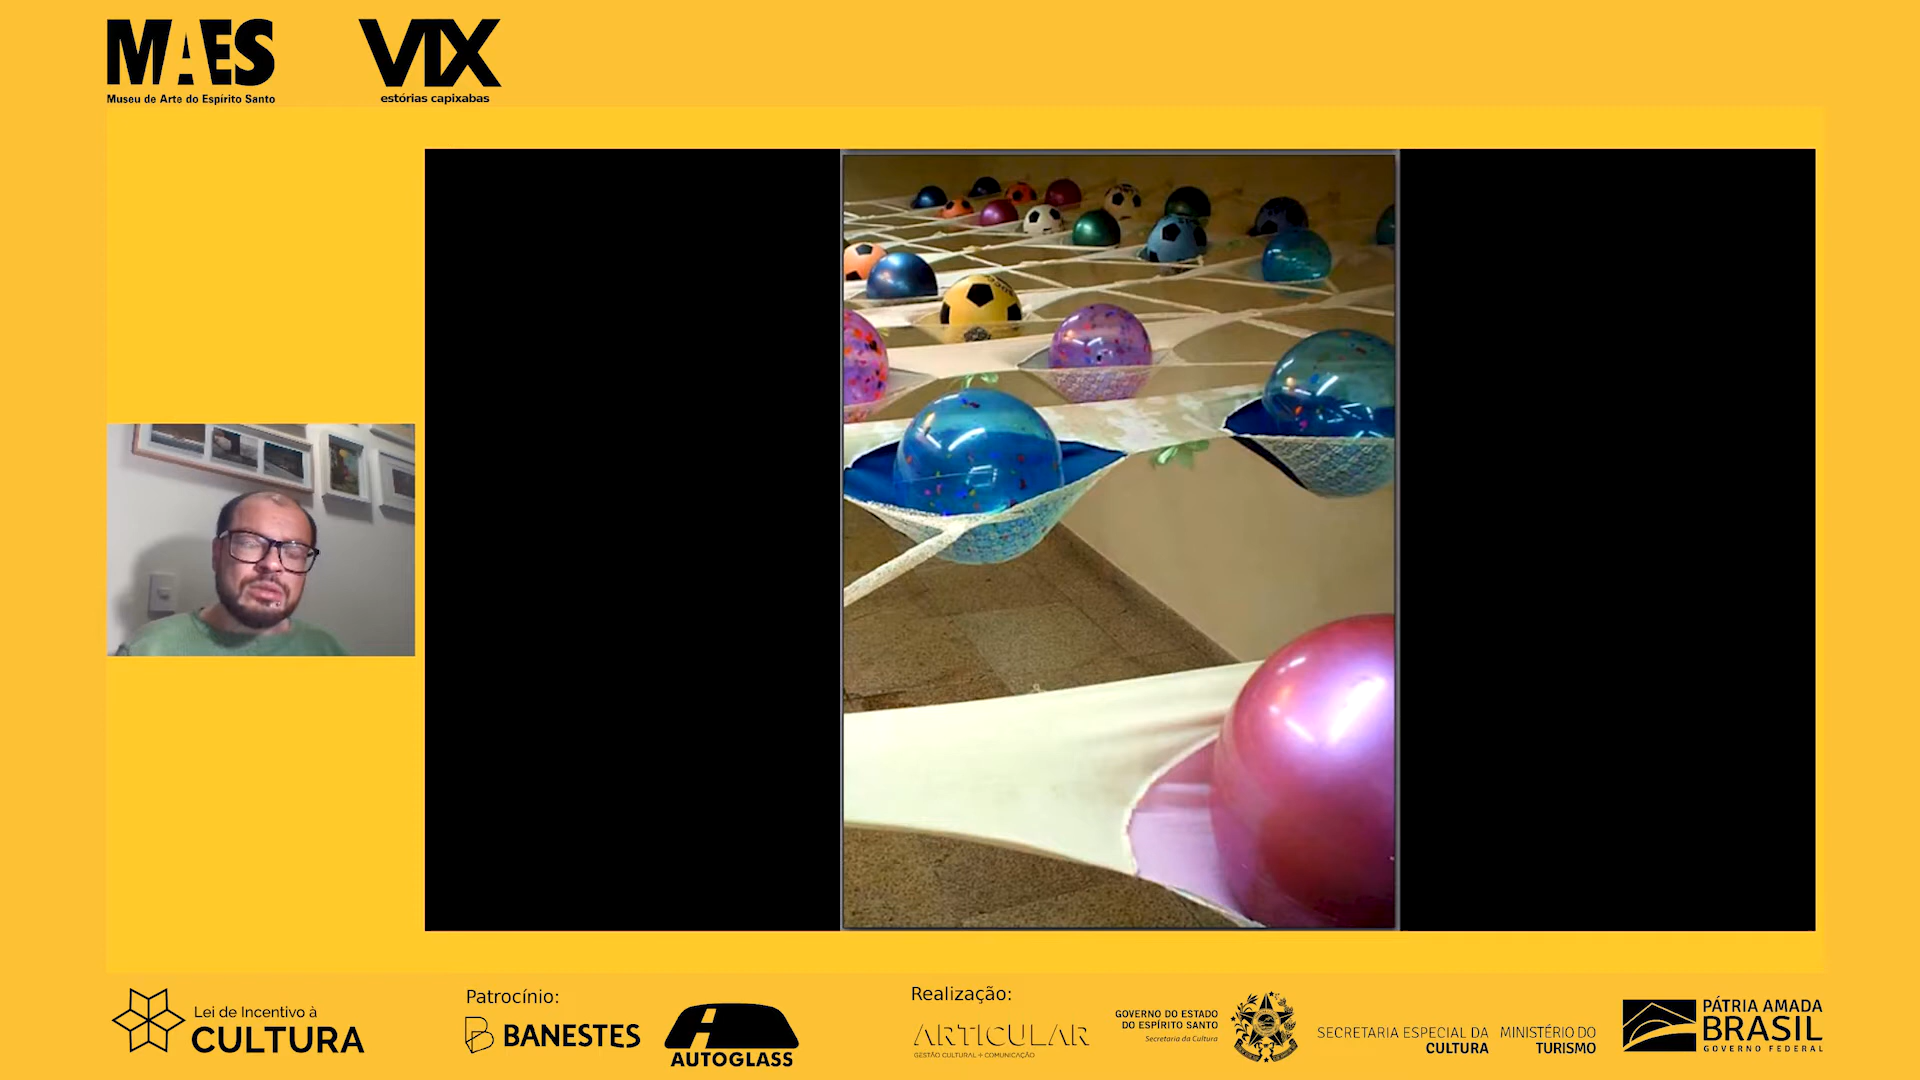 MAES
Museu de Arte do Espírito Santo
VIX
estórias capixabas
Lei de Incentivo à
CULTURA
Patrocínio:
BANESTES
AUTOGLASS
Realização:
ARTICULAR
GESTÃO CULTURAL + COMUNICAÇÃO
GOVERNO DO ESTADO
DO ESPÍRITO SANTO
Secretaria da Cultura
SECRETARIA ESPECIAL DA
CULTURA
MINISTÉRIO DO
TURISMO
PÁTRIA AMADA
BRASIL
GOVERNO FEDERAL